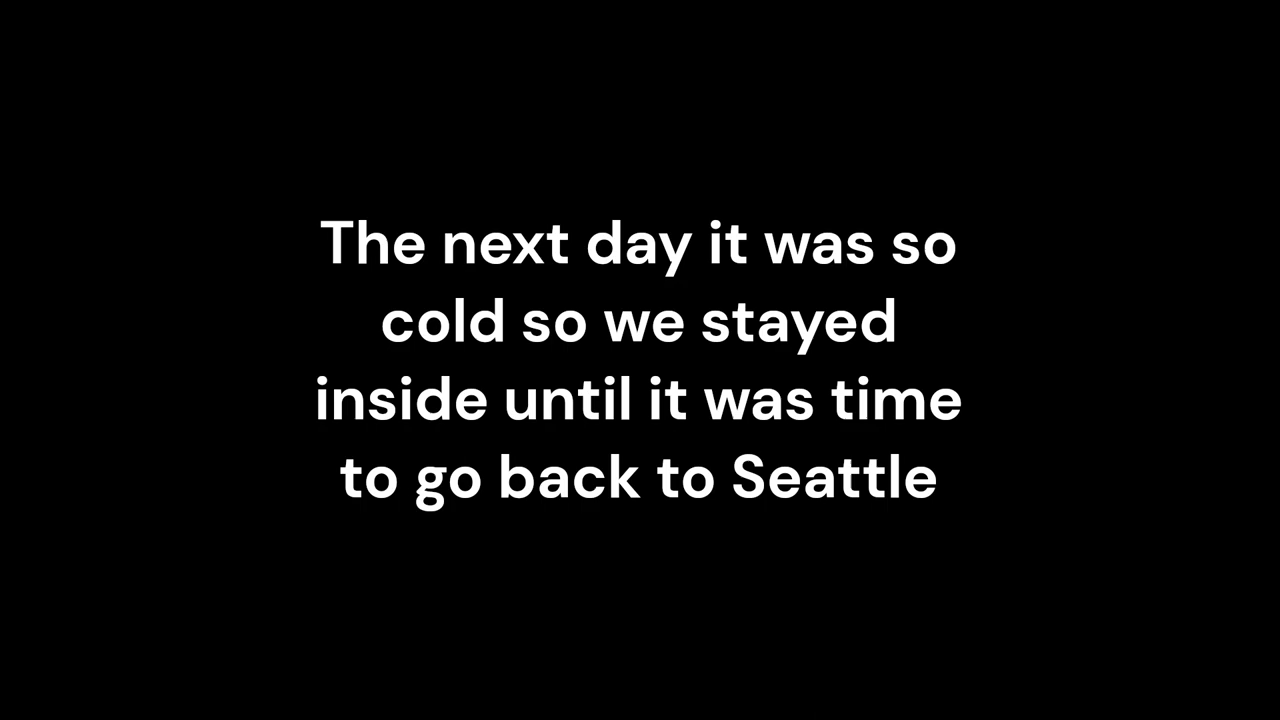 The next day it was so
cold so we stayed
inside until it was time
to go back to Seattle